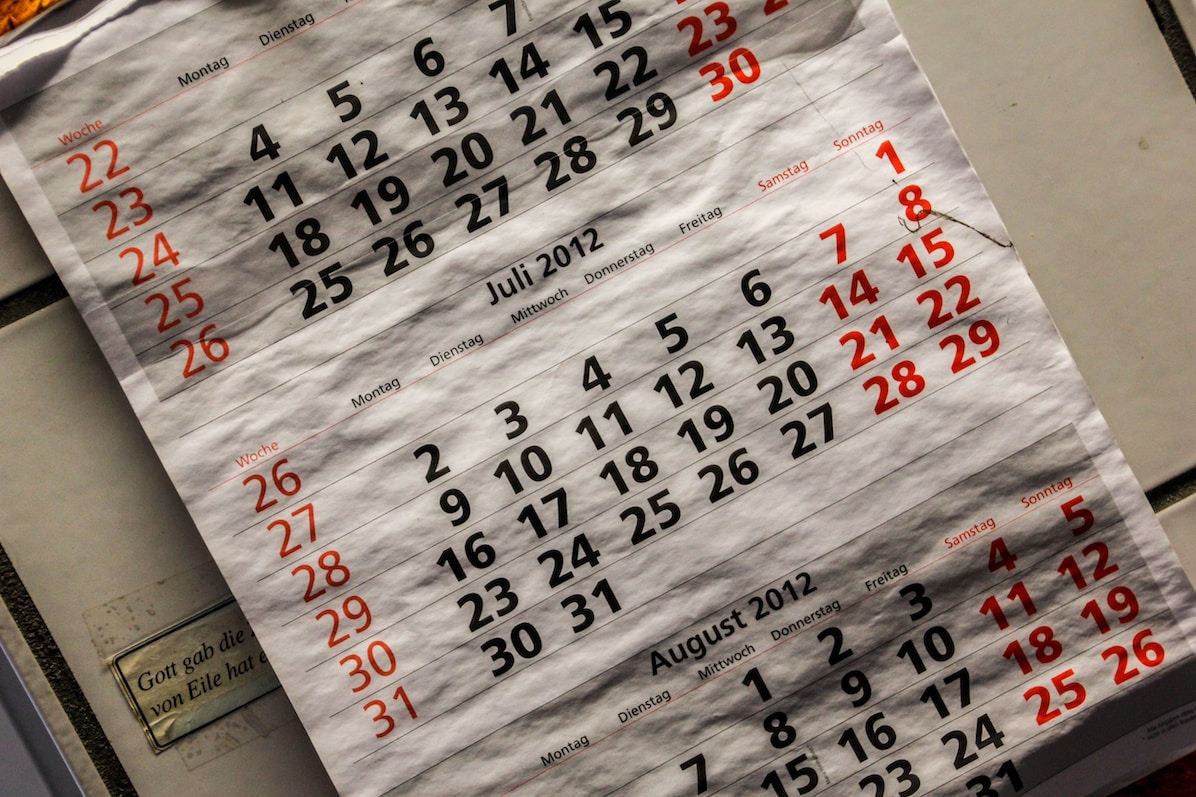 Montag Dienstag
Woche
22
23 4 5 6 7
24 11 12 13 14 15
25 18 19 20 21 22 23
26 25 26 27 28 29 30
Juli 2012
Woche Montag Dienstag Mittwoch Donnerstag Freitag Samstag Sonntag
26 1
27 2 3 4 5 6 7 8
28 9 10 11 12 13 14 15
29 16 17 18 19 20 21 22
30 23 24 25 26 27 28 29
31 30 31
August 2012
Montag Dienstag Mittwoch Donnerstag Freitag Samstag Sonntag
1 2 3 4 5
7 8 9 10 11 12
15 16 17 18 19
23 24 25 26
31
Gott gab die
von Eile hat